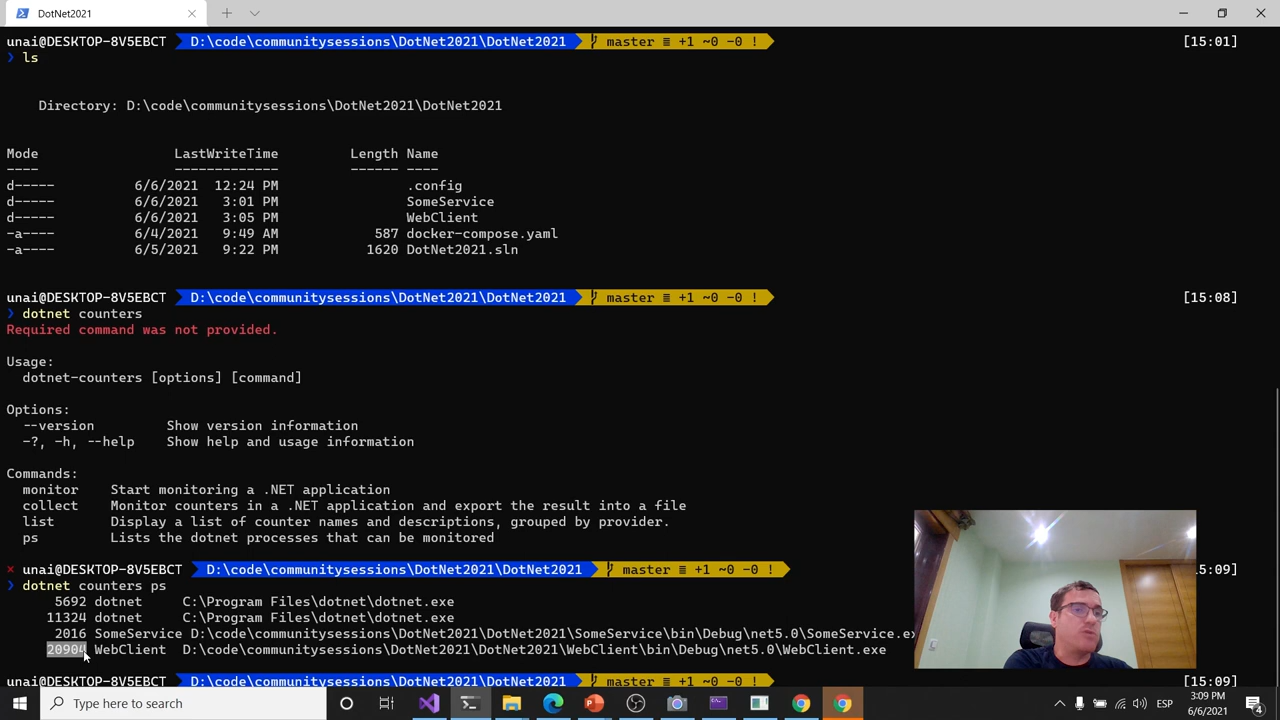 DotNet2021
unai@DESKTOP-8V5EBCT D:\code\communitysessions\DotNet2021\DotNet2021 master ≡ +1 ~0 -0 ! [15:01]
❯ ls
Directory: D:\code\communitysessions\DotNet2021\DotNet2021
Mode LastWriteTime Length Name
---- ------------- ------ ----
d----- 6/6/2021 12:24 PM .config
d----- 6/6/2021 3:01 PM SomeService
d----- 6/6/2021 3:05 PM WebClient
-a---- 6/4/2021 9:49 AM 587 docker-compose.yaml
-a---- 6/5/2021 9:22 PM 1620 DotNet2021.sln
unai@DESKTOP-8V5EBCT D:\code\communitysessions\DotNet2021\DotNet2021 master ≡ +1 ~0 -0 ! [15:08]
❯ dotnet counters
Required command was not provided.
Usage:
dotnet-counters [options] [command]
Options:
--version Show version information
-?, -h, --help Show help and usage information
Commands:
monitor Start monitoring a .NET application
collect Monitor counters in a .NET application and export the result into a file
list Display a list of counter names and descriptions, grouped by provider.
ps Lists the dotnet processes that can be monitored
× unai@DESKTOP-8V5EBCT D:\code\communitysessions\DotNet2021\DotNet2021 master ≡ +1 ~0 -0 ! 5:09]
❯ dotnet counters ps
5692 dotnet C:\Program Files\dotnet\dotnet.exe
11324 dotnet C:\Program Files\dotnet\dotnet.exe
2016 SomeService D:\code\communitysessions\DotNet2021\DotNet2021\SomeService\bin\Debug\net5.0\SomeService.ex
20904 WebClient D:\code\communitysessions\DotNet2021\DotNet2021\WebClient\bin\Debug\net5.0\WebClient.exe
unai@DESKTOP-8V5EBCT D:\code\communitysessions\DotNet2021\DotNet2021 master ≡ +1 ~0 -0 ! [15:09]
Type here to search
ESP
3:09 PM
6/6/2021
4